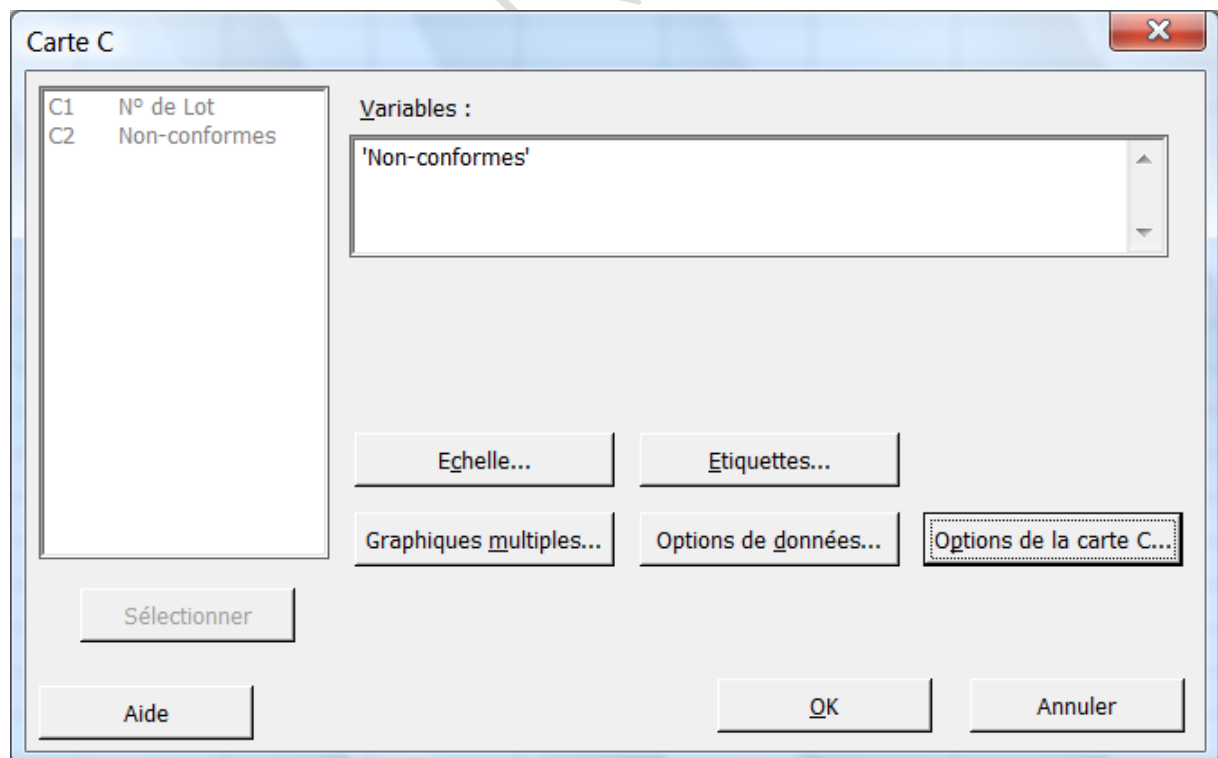 Carte C
C1 Nº de Lot
C2 Non-conformes
Variables :
'Non-conformes'
Echelle...
Etiquettes...
Graphiques multiples...
Options de données...
Options de la carte C...
Sélectionner
Aide
OK
Annuler